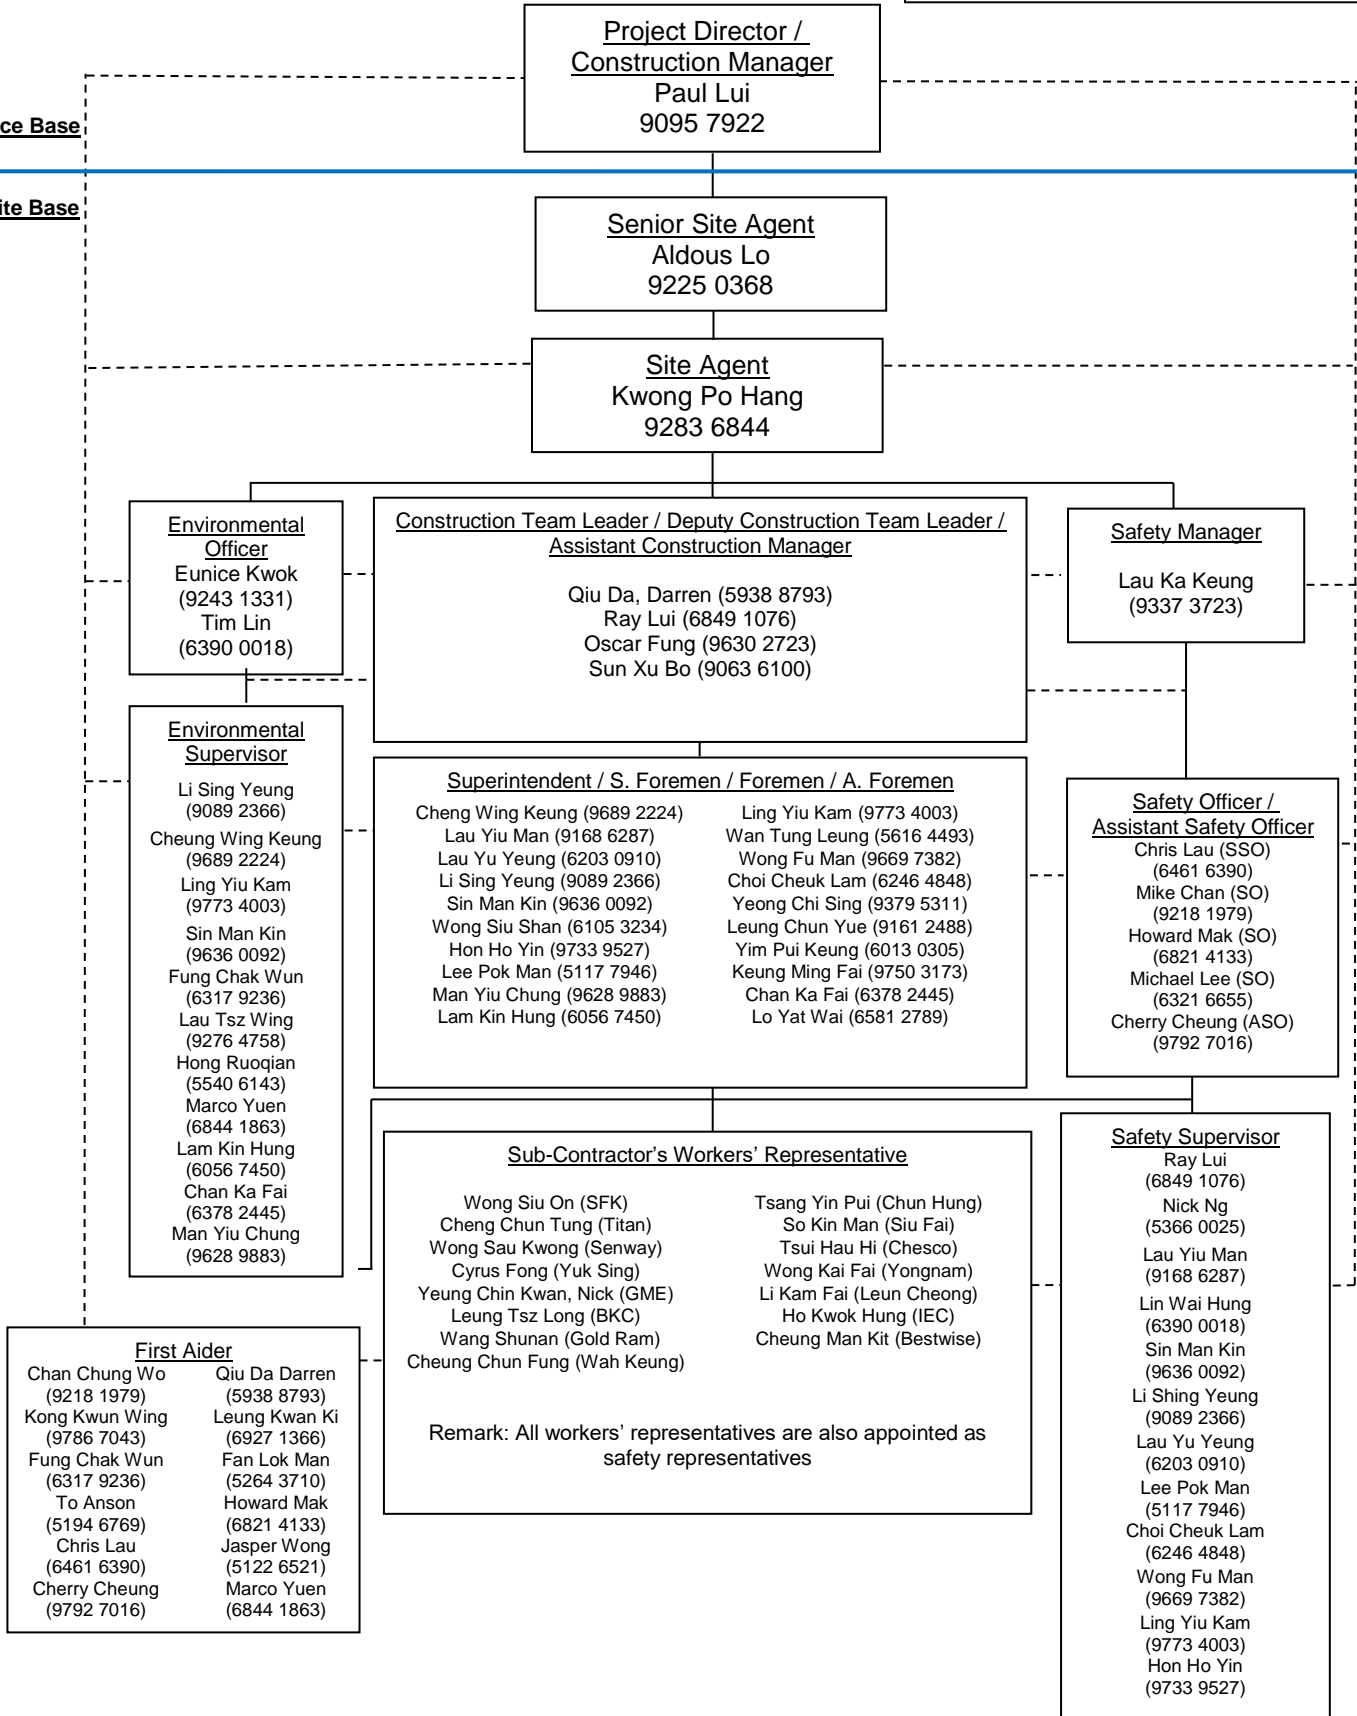 Project Director /
Construction Manager
Paul Lui
9095 7922
ce Base
ite Base
Senior Site Agent
Aldous Lo
9225 0368
Site Agent
Kwong Po Hang
9283 6844
Environmental
Officer
Eunice Kwok
(9243 1331)
Tim Lin
(6390 0018)
Construction Team Leader / Deputy Construction Team Leader /
Assistant Construction Manager
Qiu Da, Darren (5938 8793)
Ray Lui (6849 1076)
Oscar Fung (9630 2723)
Sun Xu Bo (9063 6100)
Safety Manager
Lau Ka Keung
(9337 3723)
Environmental
Supervisor
Li Sing Yeung
(9089 2366)
Cheung Wing Keung
(9689 2224)
Ling Yiu Kam
(9773 4003)
Sin Man Kin
(9636 0092)
Fung Chak Wun
(6317 9236)
Lau Tsz Wing
(9276 4758)
Hong Ruoqian
(5540 6143)
Marco Yuen
(6844 1863)
Lam Kin Hung
(6056 7450)
Chan Ka Fai
(6378 2445)
Man Yiu Chung
(9628 9883)
Superintendent / S. Foremen / Foremen / A. Foremen
Cheng Wing Keung (9689 2224)
Lau Yiu Man (9168 6287)
Lau Yu Yeung (6203 0910)
Li Sing Yeung (9089 2366)
Sin Man Kin (9636 0092)
Wong Siu Shan (6105 3234)
Hon Ho Yin (9733 9527)
Lee Pok Man (5117 7946)
Man Yiu Chung (9628 9883)
Lam Kin Hung (6056 7450)
Ling Yiu Kam (9773 4003)
Wan Tung Leung (5616 4493)
Wong Fu Man (9669 7382)
Choi Cheuk Lam (6246 4848)
Yeong Chi Sing (9379 5311)
Leung Chun Yue (9161 2488)
Yim Pui Keung (6013 0305)
Keung Ming Fai (9750 3173)
Chan Ka Fai (6378 2445)
Lo Yat Wai (6581 2789)
Safety Officer /
Assistant Safety Officer
Chris Lau (SSO)
(6461 6390)
Mike Chan (SO)
(9218 1979)
Howard Mak (SO)
(6821 4133)
Michael Lee (SO)
(6321 6655)
Cherry Cheung (ASO)
(9792 7016)
Sub-Contractor's Workers' Representative
Wong Siu On (SFK)
Cheng Chun Tung (Titan)
Wong Sau Kwong (Senway)
Cyrus Fong (Yuk Sing)
Yeung Chin Kwan, Nick (GME)
Leung Tsz Long (BKC)
Wang Shunan (Gold Ram)
Cheung Chun Fung (Wah Keung)
Tsang Yin Pui (Chun Hung)
So Kin Man (Siu Fai)
Tsui Hau Hi (Chesco)
Wong Kai Fai (Yongnam)
Li Kam Fai (Leun Cheong)
Ho Kwok Hung (IEC)
Cheung Man Kit (Bestwise)
Remark: All workers' representatives are also appointed as
safety representatives
Safety Supervisor
Ray Lui
(6849 1076)
Nick Ng
(5366 0025)
Lau Yiu Man
(9168 6287)
Lin Wai Hung
(6390 0018)
Sin Man Kin
(9636 0092)
Li Shing Yeung
(9089 2366)
Lau Yu Yeung
(6203 0910)
Lee Pok Man
(5117 7946)
Choi Cheuk Lam
(6246 4848)
Wong Fu Man
(9669 7382)
Ling Yiu Kam
(9773 4003)
Hon Ho Yin
(9733 9527)
First Aider
Chan Chung Wo
(9218 1979)
Kong Kwun Wing
(9786 7043)
Fung Chak Wun
(6317 9236)
To Anson
(5194 6769)
Chris Lau
(6461 6390)
Cherry Cheung
(9792 7016)
Qiu Da Darren
(5938 8793)
Leung Kwan Ki
(6927 1366)
Fan Lok Man
(5264 3710)
Howard Mak
(6821 4133)
Jasper Wong
(5122 6521)
Marco Yuen
(6844 1863)